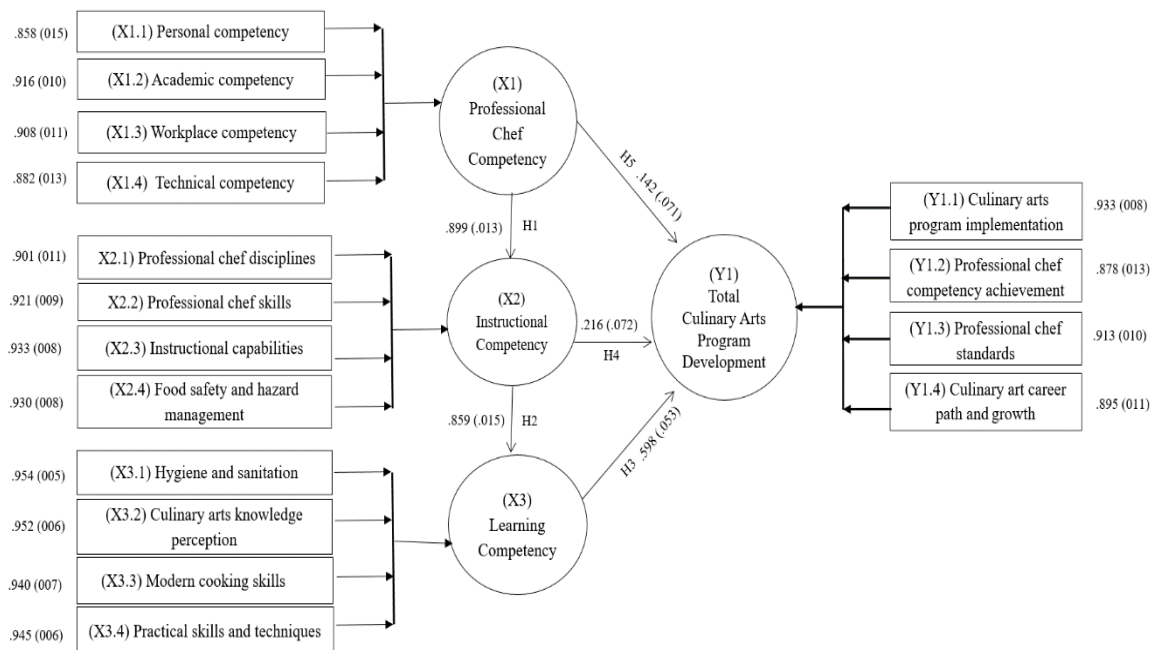 .858 (015)
(X1.1) Personal competency
.916 (010)
(X1.2) Academic competency
.908 (011)
(X1.3) Workplace competency
.882 (013)
(X1.4) Technical competency
(X1)
Professional
Chef
Competency
H5 .142 (.071)
.899 (.013) H1
.901 (011)
X2.1) Professional chef disciplines
.921 (009)
X2.2) Professional chef skills
.933 (008)
(X2.3) Instructional capabilities
.930 (008)
(X2.4) Food safety and hazard
management
(X2)
Instructional
Competency
.216 (.072)
H4
.859 (.015) H2
.954 (005)
(X3.1) Hygiene and sanitation
.952 (006)
(X3.2) Culinary arts knowledge
perception
.940 (007)
(X3.3) Modern cooking skills
.945 (006)
(X3.4) Practical skills and techniques
(X3)
Learning
Competency
H3 .598 (.053)
(Y1)
Total
Culinary Arts
Program
Development
(Y1.1) Culinary arts
program implementation
.933 (008)
(Y1.2) Professional chef
competency achievement
.878 (013)
(Y1.3) Professional chef
standards
.913 (010)
(Y1.4) Culinary art career
path and growth
.895 (011)